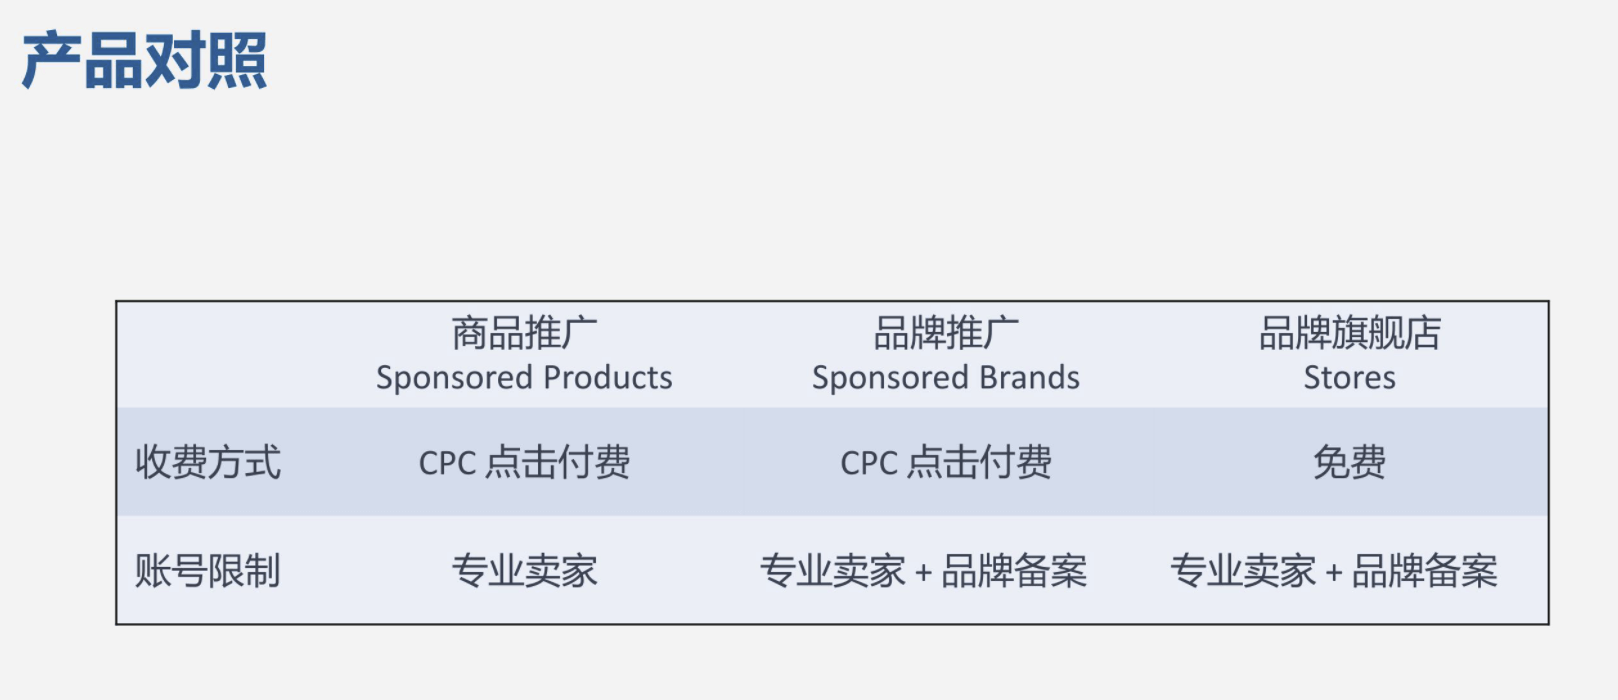 产品对照
商品推广 品牌推广 品牌旗舰店
Sponsored Products Sponsored Brands Stores
收费方式 CPC 点击付费 CPC 点击付费 免费
账号限制 专业卖家 专业卖家 + 品牌备案 专业卖家 + 品牌备案